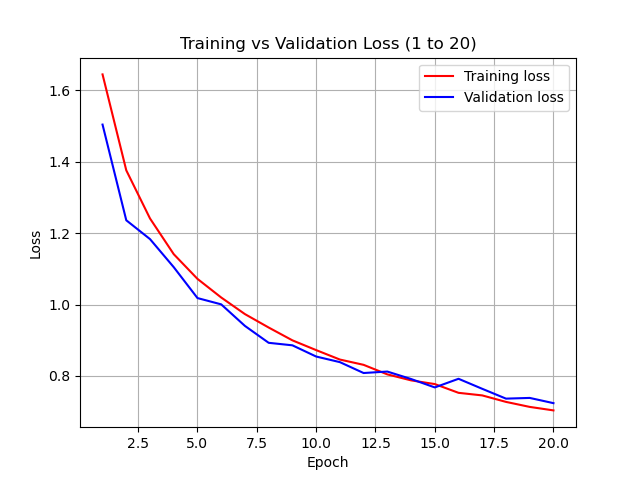 Training vs Validation Loss (1 to 20)
Training loss
Validation loss
1.6
1.4
1.2
1.0
0.8
Loss
2.5 5.0 7.5 10.0 12.5 15.0 17.5 20.0
Epoch